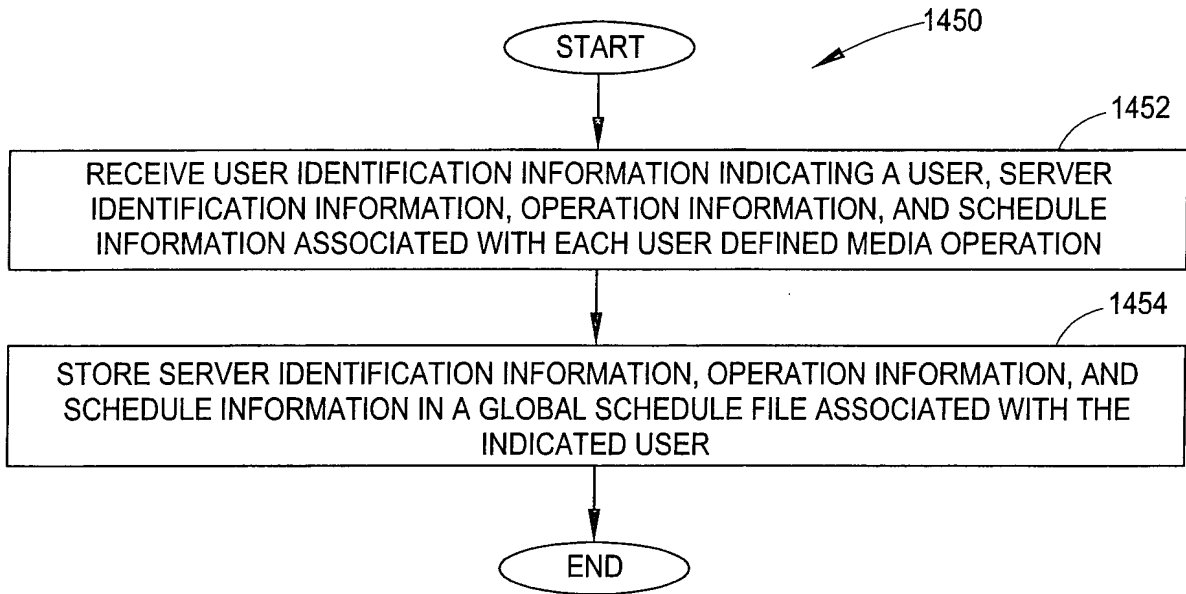 START
1450
1452
RECEIVE USER IDENTIFICATION INFORMATION INDICATING A USER, SERVER
IDENTIFICATION INFORMATION, OPERATION INFORMATION, AND SCHEDULE
INFORMATION ASSOCIATED WITH EACH USER DEFINED MEDIA OPERATION
1454
STORE SERVER IDENTIFICATION INFORMATION, OPERATION INFORMATION, AND
SCHEDULE INFORMATION IN A GLOBAL SCHEDULE FILE ASSOCIATED WITH THE
INDICATED USER
END